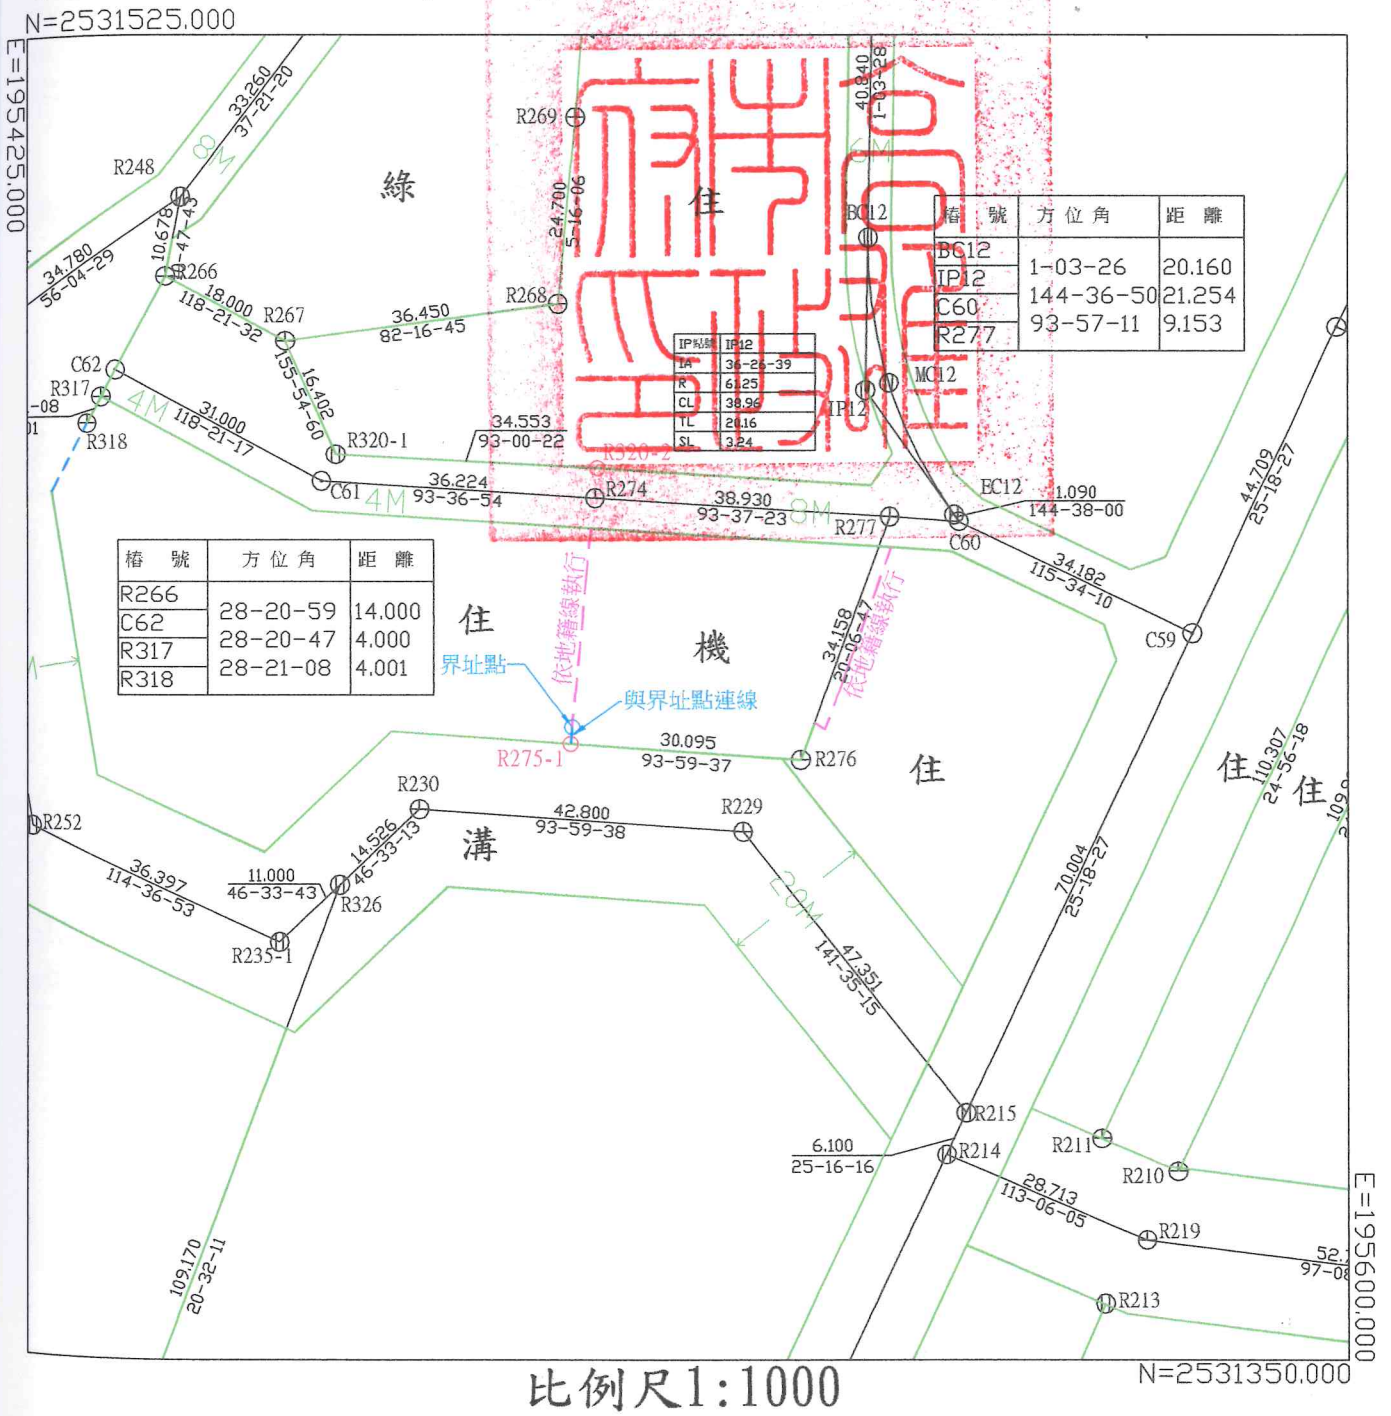 N=2531525.000
E=195425.000
33.260
37-21-20
8M
R248
綠
R269
住
40.840
1-03-28
6M
BC12
24.700
5-16-06
10.678
34.780
56-04-29
R266
18.000
118-21-32
R267
36.450
82-16-45
R268
樁 號 方 位 角 距 離
BC12
IP12
C60
R277
1-03-26 20.160
144-36-50 21.254
93-57-11 9.153
IP點號 IP12
IA 36-26-39
R 61.25
CL 38.96
TL 20.16
SL 3.24
MC12
IP12
C62
R317
R318
-08
01
4M
31.000
118-21-17
16.402
155-54-60
R320-1
34.553
93-00-22
R320-2
C61
4M
36.224
93-36-54
R274
38.930
93-37-23
8M
R277
EC12
1.090
144-38-00
C60
44.709
25-18-27
34.182
115-34-10
C59
樁 號 方 位 角 距 離
R266
C62
R317
R318
28-20-59 14.000
28-20-47 4.000
28-21-08 4.001
M
住
依地籍線執行
機
34.158
20-06-47
依地籍線執行
界址點
與界址點連線
R275-1
30.095
93-59-37
R276
住
住
住
110.307
24-56-18
R252
R230
42.800
93-59-38
R229
溝
14.526
46-33-13
36.397
114-36-53
11.000
46-33-43
R326
R235-1
20M
47.351
141-35-15
70.004
25-18-27
R215
6.100
25-16-16
R214
R211
R210
28.713
113-06-05
R219
97-08
R213
109.170
20-32-11
E=195600.000
N=2531350.000
比例尺1:1000